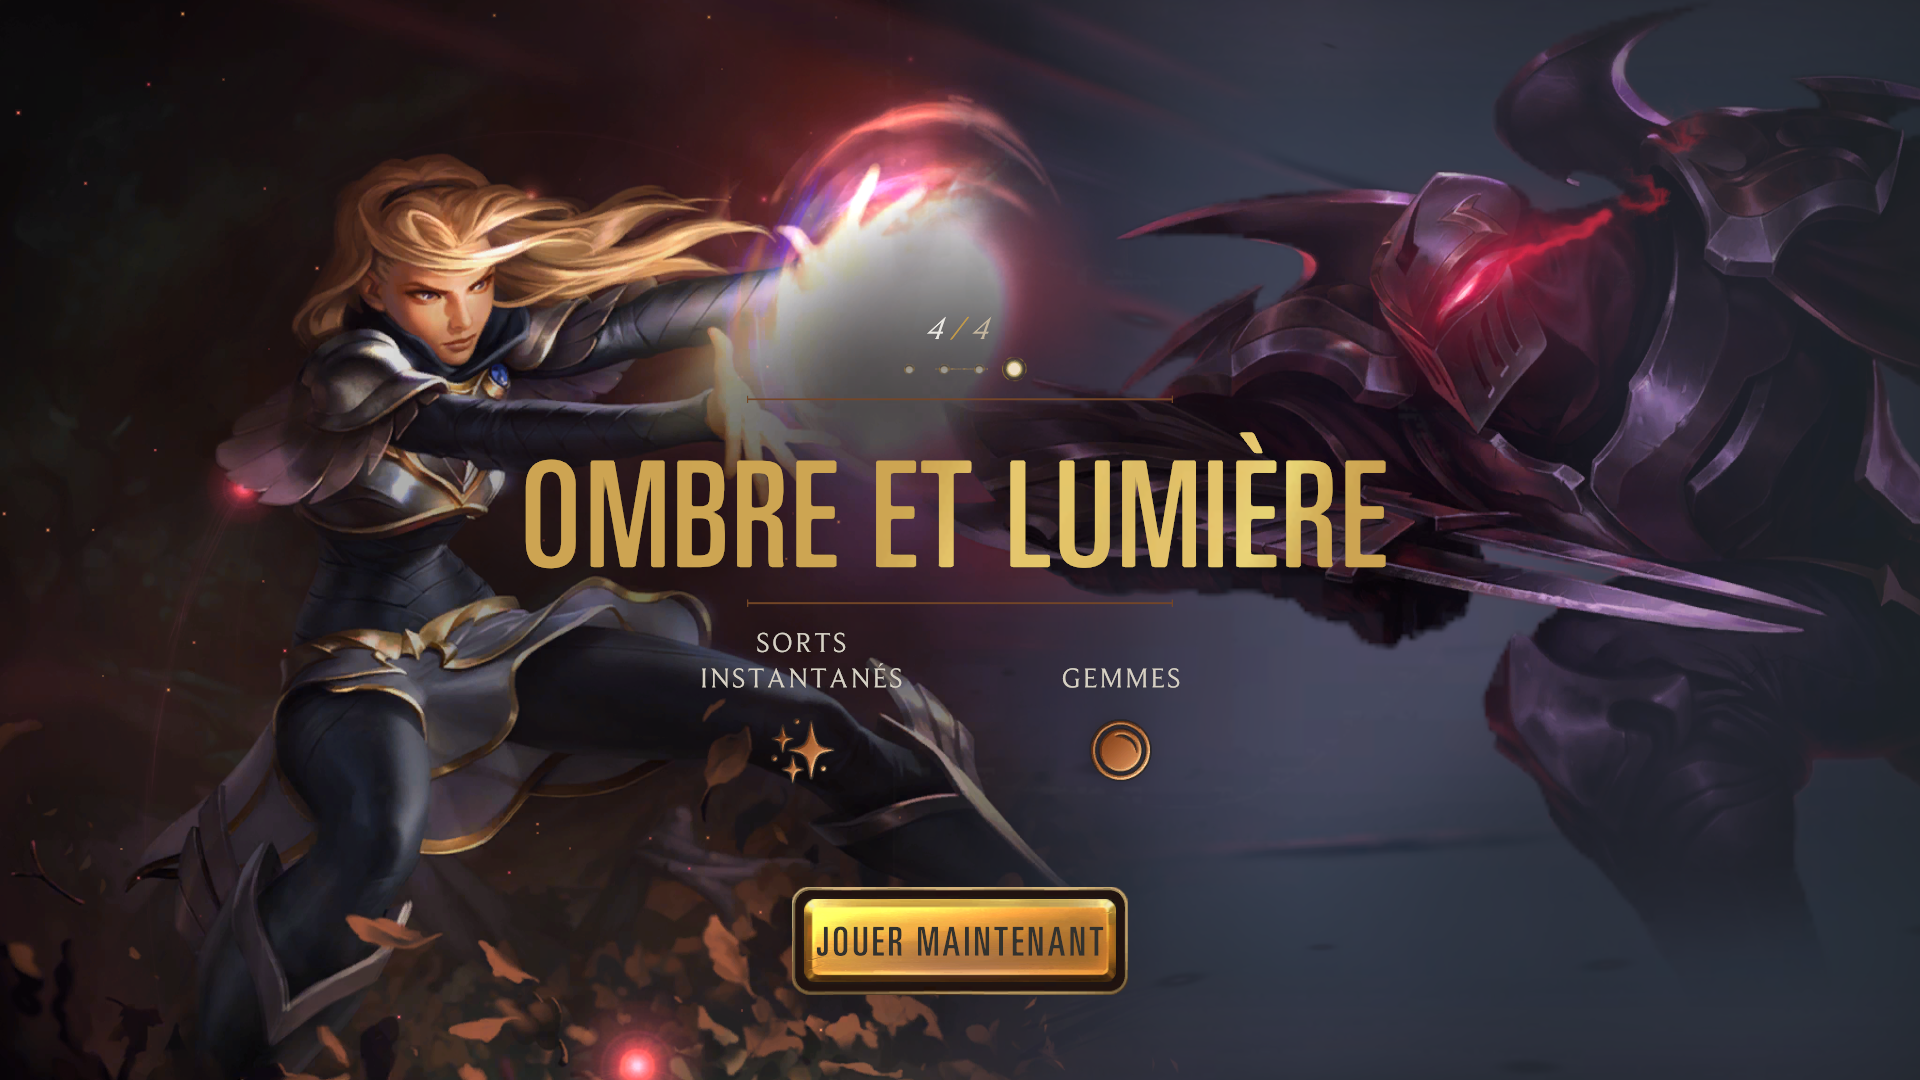 4 / 4
OMBRE ET LUMIÈRE
SORTS
INSTANTANÉS
GEMMES
JOUER MAINTENANT